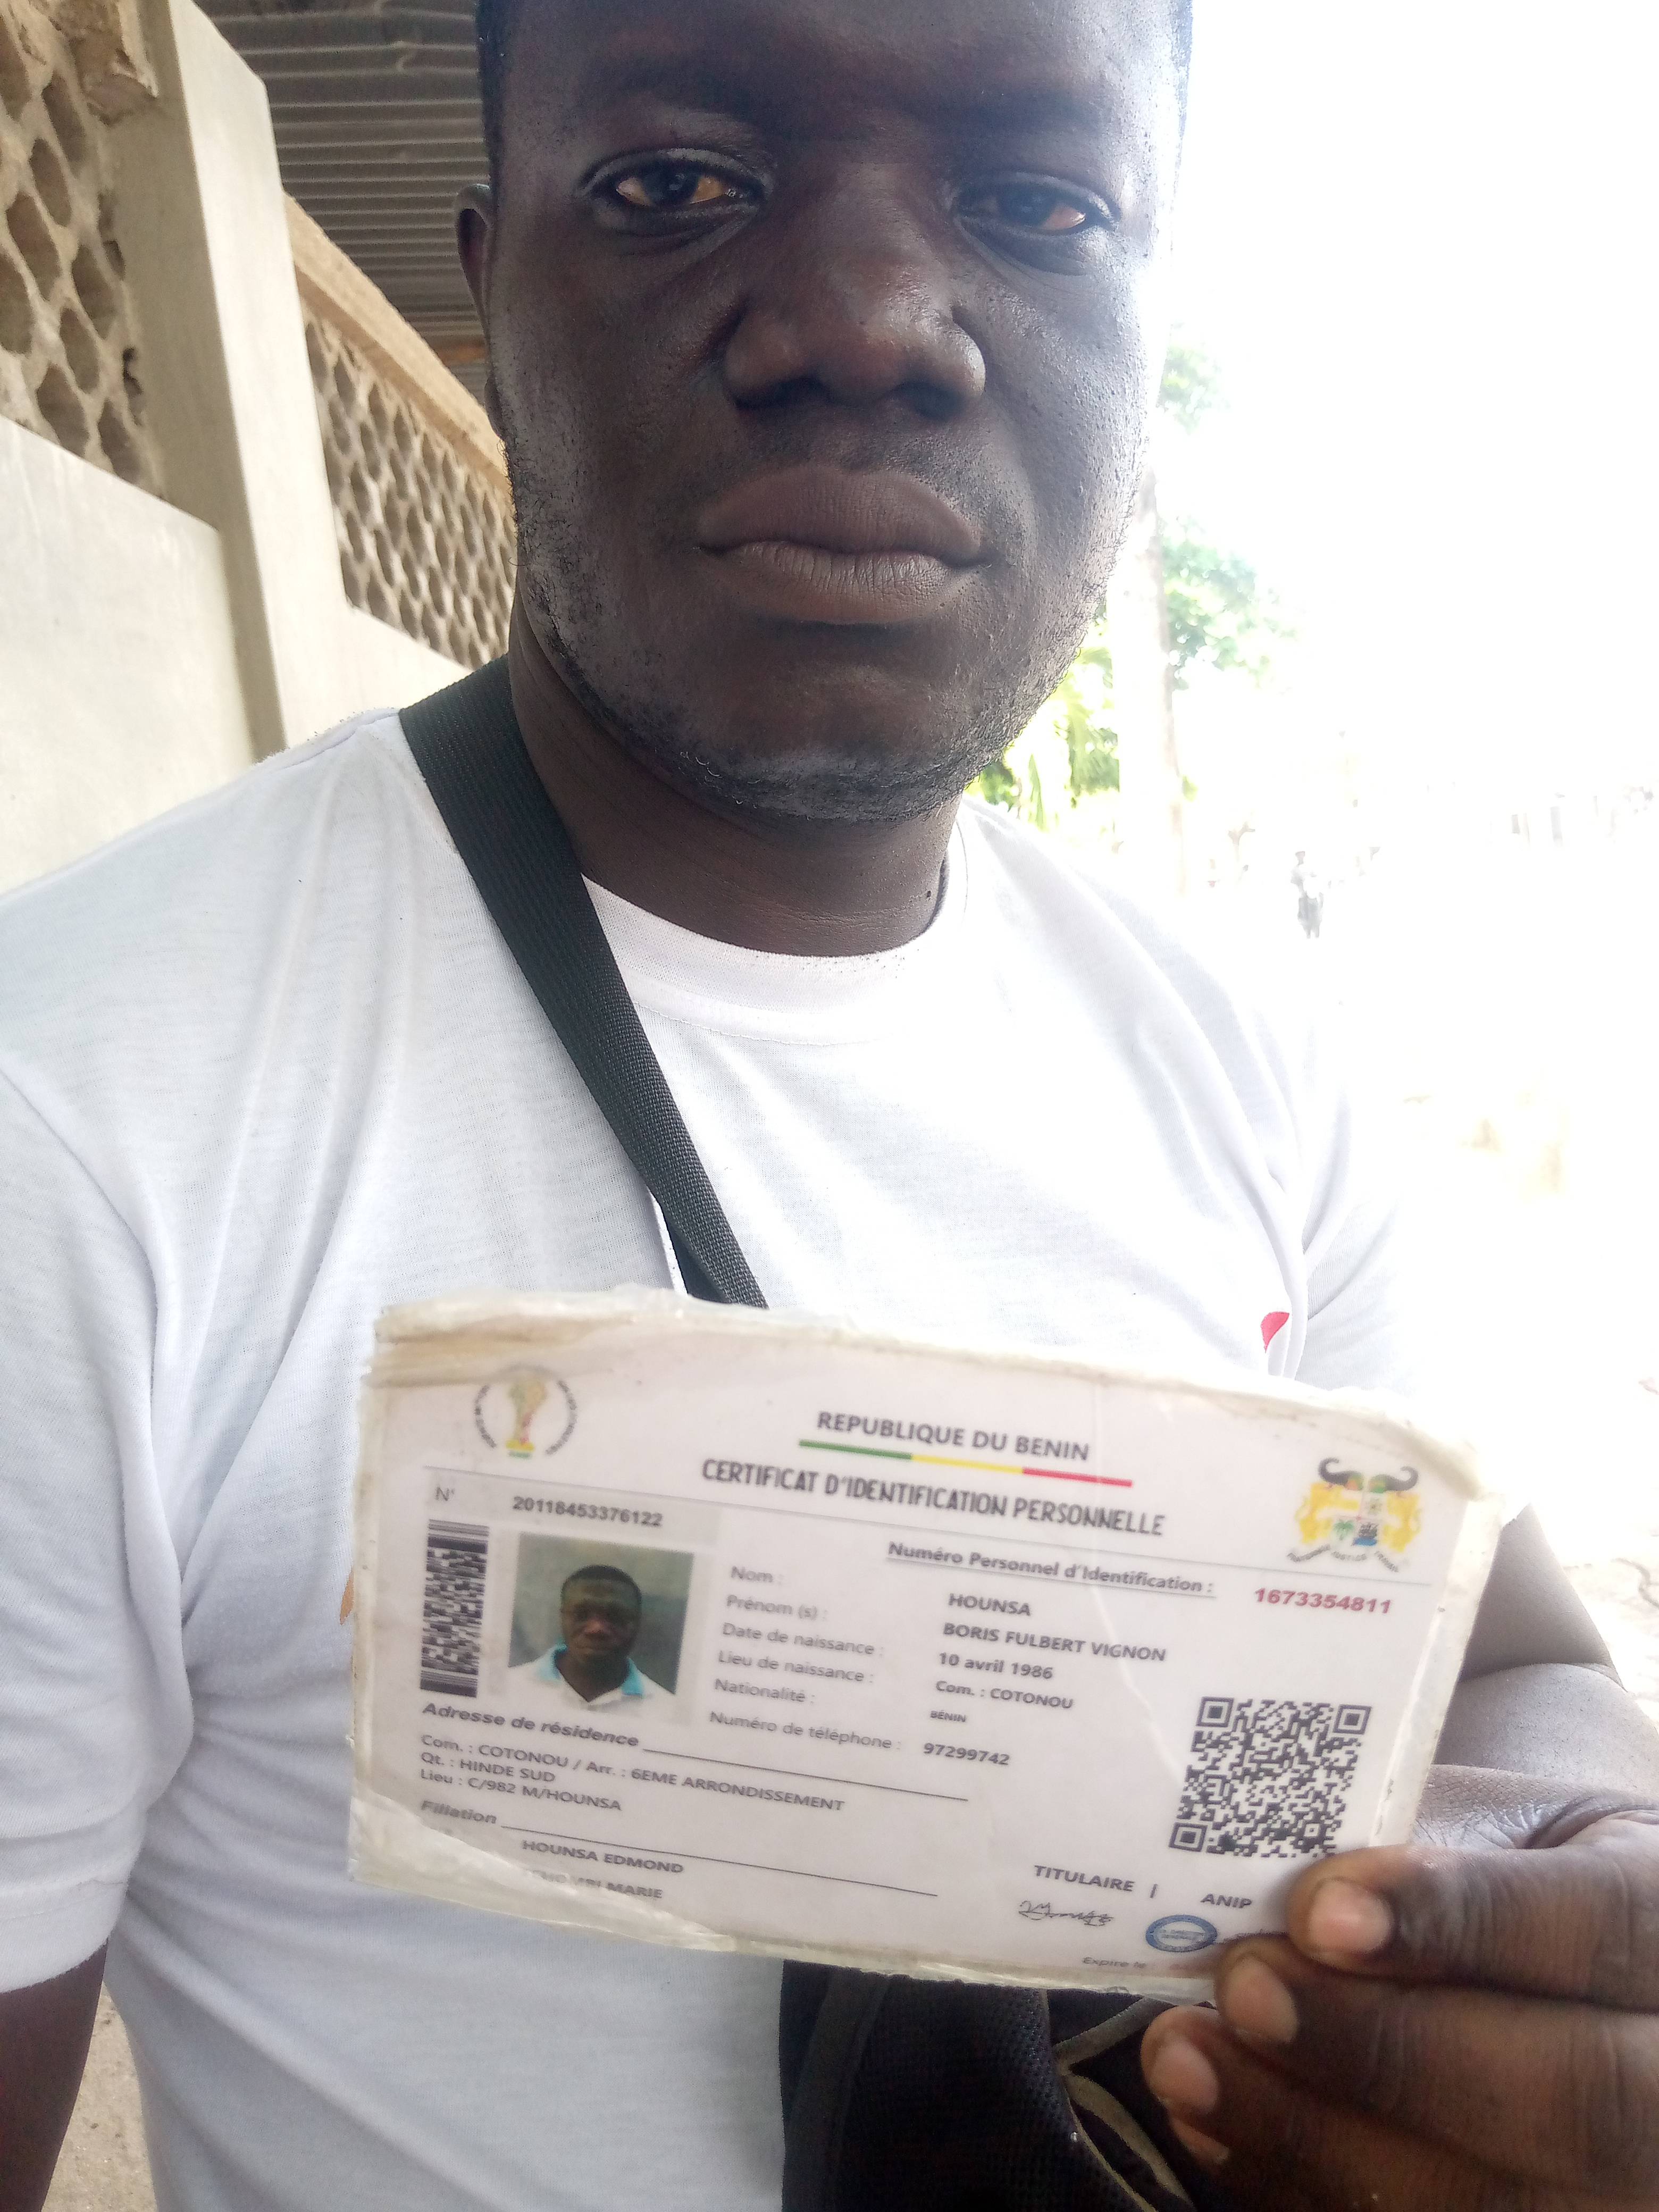 REPUBLIQUE DU BENIN
CERTIFICAT D'IDENTIFICATION PERSONNELLE
N° 20118453376122
Numéro Personnel d'Identification : 1673354811
Nom : HOUNSA
Prénom (s) : BORIS FULBERT VIGNON
Date de naissance : 10 avril 1986
Lieu de naissance : Com. : COTONOU
Nationalité : BENIN
Numéro de téléphone : 97299742
Adresse de résidence
Com. : COTONOU / Arr. : 6EME ARRONDISSEMENT
Qt. : HINDE SUD
Lieu : C/982 M/HOUNSA
Filiation
HOUNSA EDMOND
MARIE
TITULAIRE | ANIP
Expire le